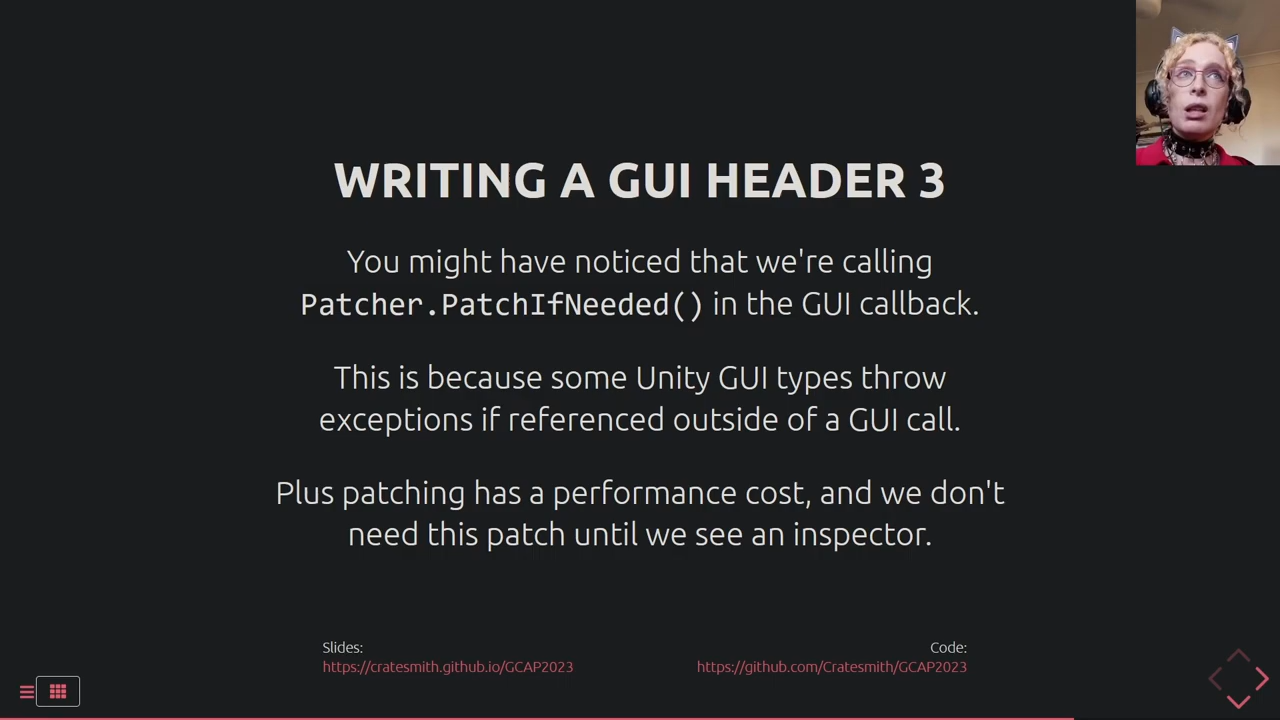 WRITING A GUI HEADER 3
You might have noticed that we're calling
Patcher.PatchIfNeeded() in the GUI callback.
This is because some Unity GUI types throw
exceptions if referenced outside of a GUI call.
Plus patching has a performance cost, and we don't
need this patch until we see an inspector.
Slides:
https://cratesmith.github.io/GCAP2023
Code:
https://github.com/Cratesmith/GCAP2023